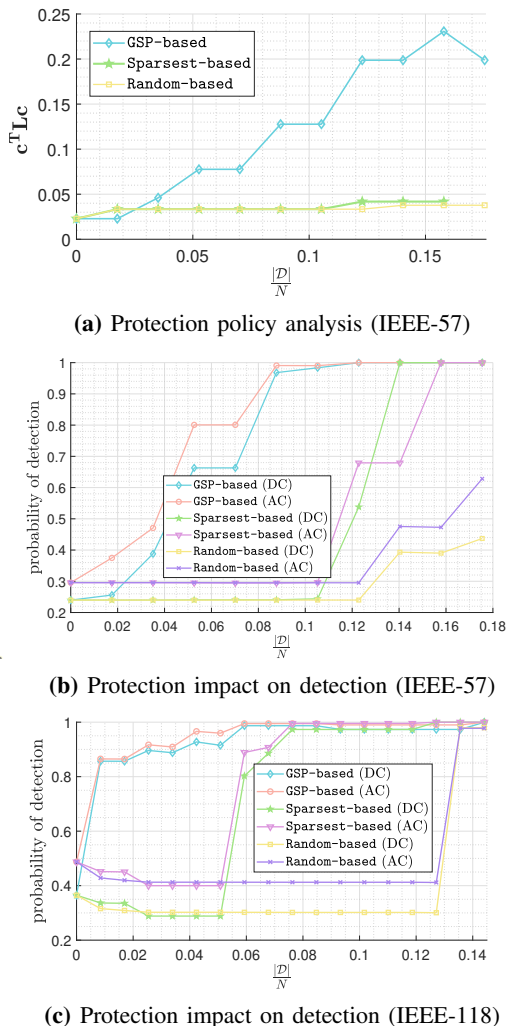 0.25
0.2
0.15
0.1
0.05
0
c^T Lc
GSP-based
Sparsest-based
Random-based
0 0.05 0.1 0.15
|D|
N
(a) Protection policy analysis (IEEE-57)
1
0.9
0.8
0.7
0.6
0.5
0.4
0.3
0.2
probability of detection
GSP-based (DC)
GSP-based (AC)
Sparsest-based (DC)
Sparsest-based (AC)
Random-based (DC)
Random-based (AC)
0 0.02 0.04 0.06 0.08 0.1 0.12 0.14 0.16 0.18
|D|
N
(b) Protection impact on detection (IEEE-57)
1
0.8
0.6
0.4
0.2
probability of detection
GSP-based (DC)
GSP-based (AC)
Sparsest-based (DC)
Sparsest-based (AC)
Random-based (DC)
Random-based (AC)
0 0.02 0.04 0.06 0.08 0.1 0.12 0.14
|D|
N
(c) Protection impact on detection (IEEE-118)